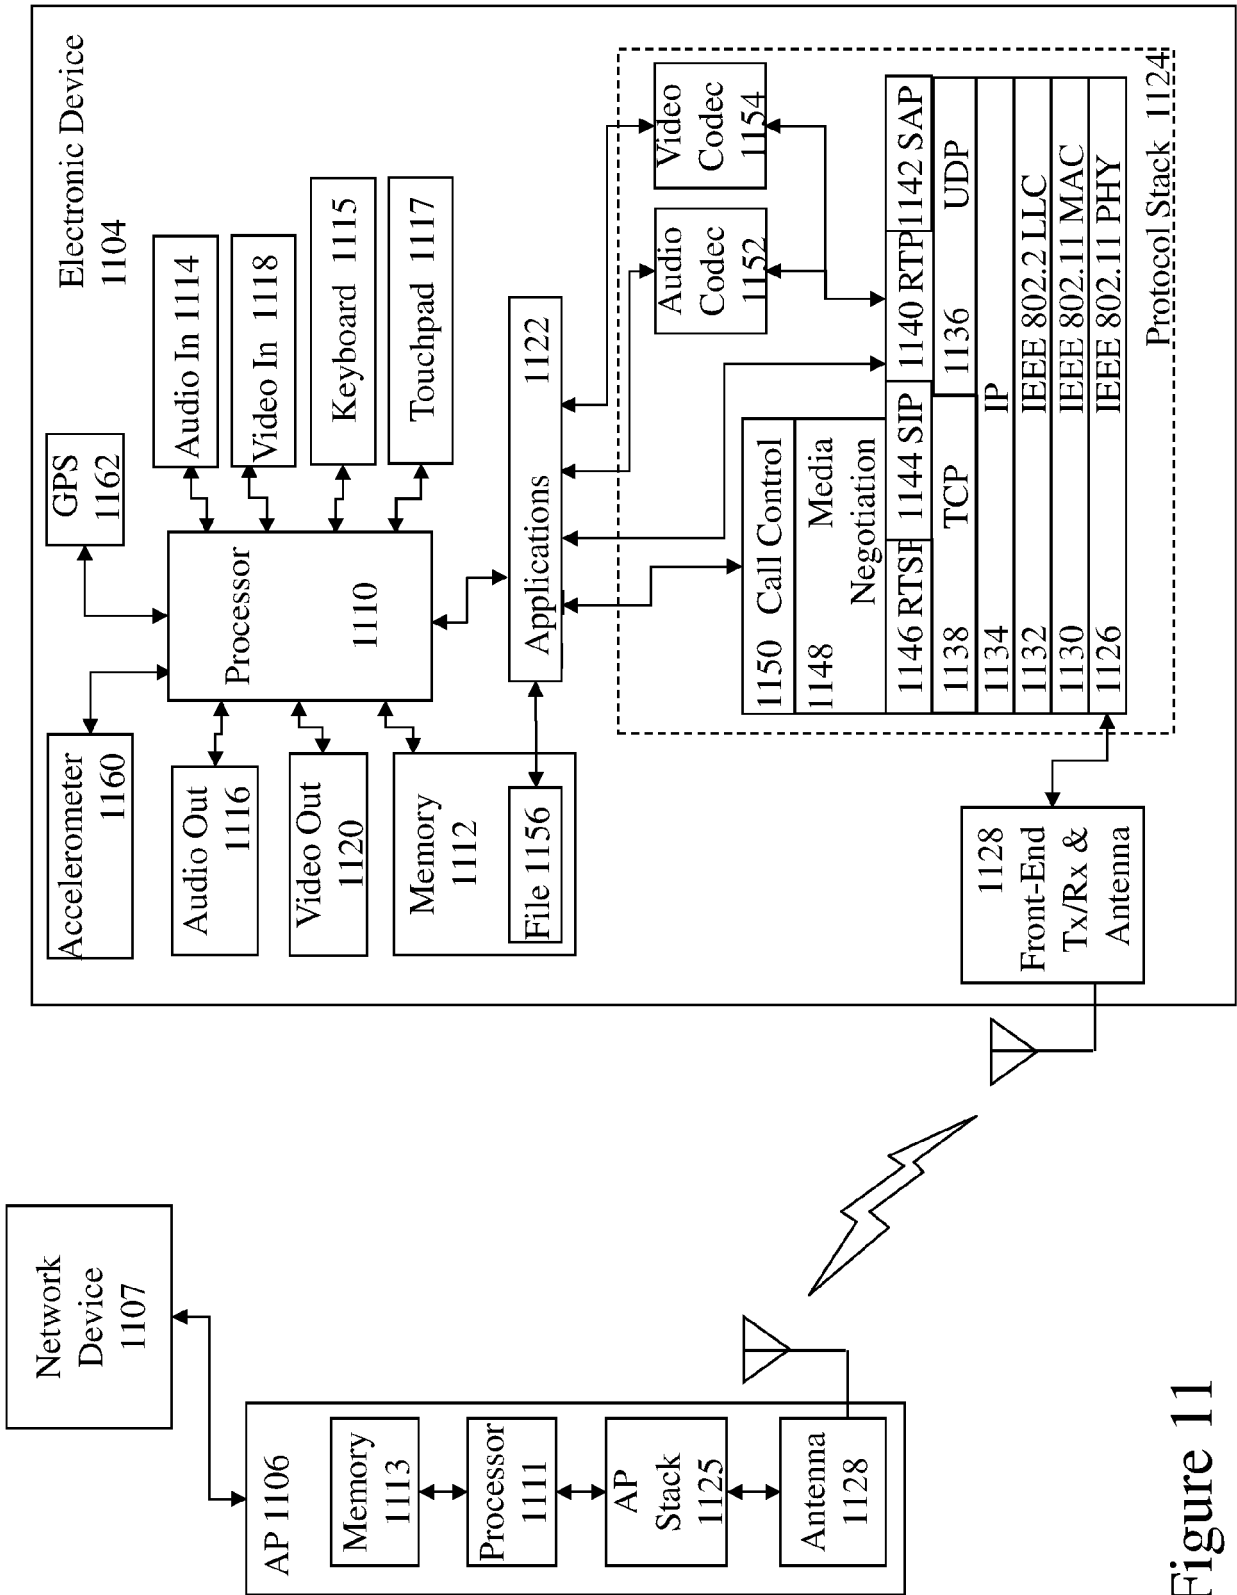 Network
Device
1107
AP 1106
Memory
1113
Processor
1111
AP
Stack
1125
Antenna
1128
Electronic Device
1104
Accelerometer
1160
GPS
1162
Audio Out
1116
Video Out
1120
Memory
1112
File 1156
Processor
1110
Audio In 1114
Video In 1118
Keyboard 1115
Touchpad 1117
Applications 1122
Audio
Codec
1152
Video
Codec
1154
1150 Call Control
1148 Media
Negotiation
1146 RTSP 1144 SIP 1140 RTP 1142 SAP
1138 TCP 1136 UDP
1134 IP
1132 IEEE 802.2 LLC
1130 IEEE 802.11 MAC
1126 IEEE 802.11 PHY
Protocol Stack 1124
1128
Front-End
Tx/Rx &
Antenna
Figure 11